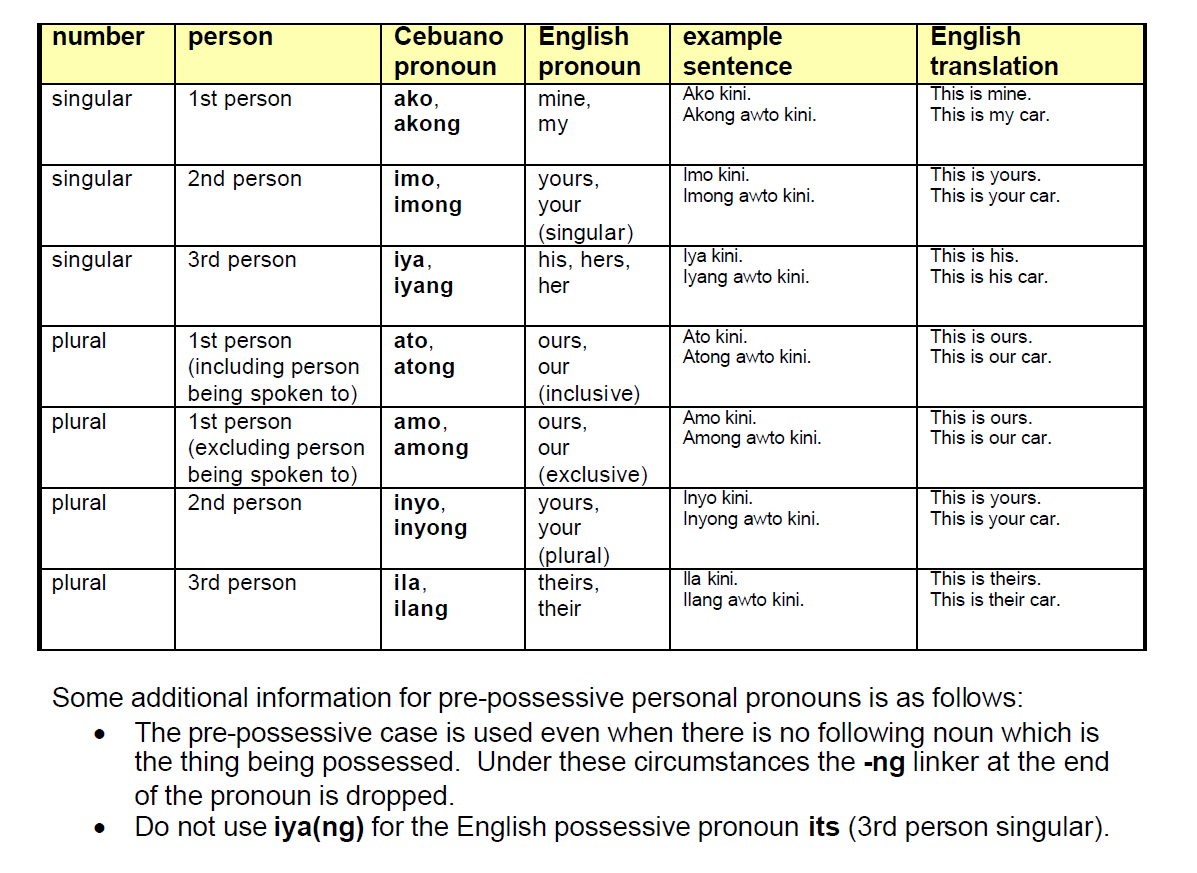 number person Cebuano pronoun English pronoun example sentence English translation
singular 1st person ako, akong mine, my Ako kini. Akong awto kini. This is mine. This is my car.
singular 2nd person imo, imong yours, your (singular) Imo kini. Imong awto kini. This is yours. This is your car.
singular 3rd person iya, iyang his, hers, her Iya kini. Iyang awto kini. This is his. This is his car.
plural 1st person (including person being spoken to) ato, atong ours, our (inclusive) Ato kini. Atong awto kini. This is ours. This is our car.
plural 1st person (excluding person being spoken to) amo, among ours, our (exclusive) Amo kini. Among awto kini. This is ours. This is our car.
plural 2nd person inyo, inyong yours, your (plural) Inyo kini. Inyong awto kini. This is yours. This is your car.
plural 3rd person ila, ilang theirs, their Ila kini. Ilang awto kini. This is theirs. This is their car.
Some additional information for pre-possessive personal pronouns is as follows:
• The pre-possessive case is used even when there is no following noun which is
the thing being possessed. Under these circumstances the -ng linker at the end
of the pronoun is dropped.
• Do not use iya(ng) for the English possessive pronoun its (3rd person singular).